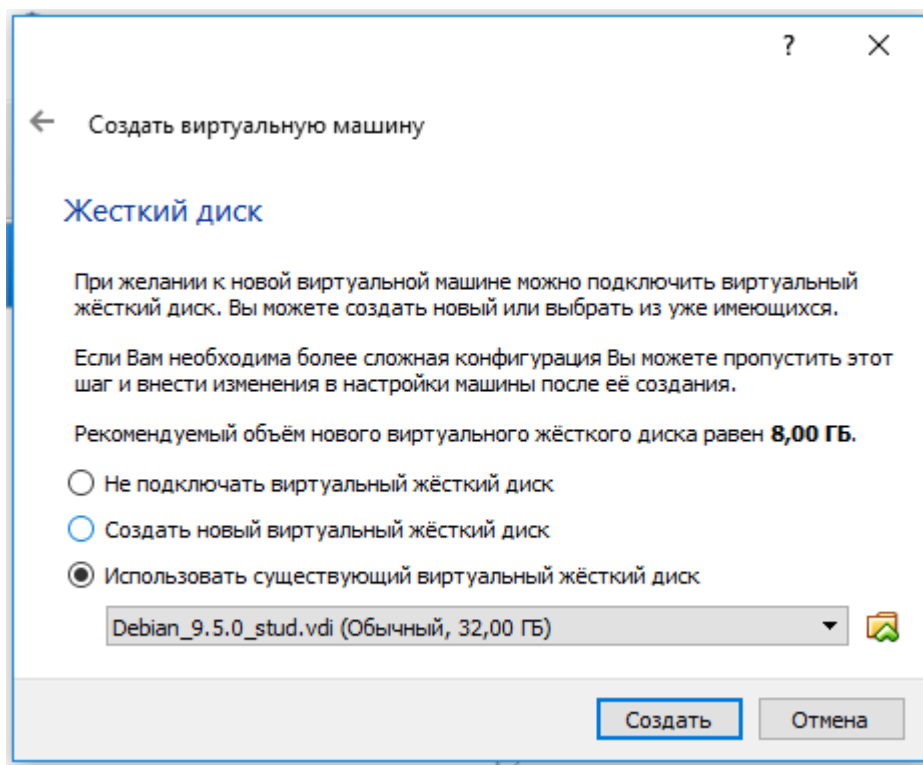 ?
Создать виртуальную машину
Жесткий диск
При желании к новой виртуальной машине можно подключить виртуальный
жёсткий диск. Вы можете создать новый или выбрать из уже имеющихся.
Если Вам необходима более сложная конфигурация Вы можете пропустить этот
шаг и внести изменения в настройки машины после её создания.
Рекомендуемый объём нового виртуального жёсткого диска равен 8,00 ГБ.
Не подключать виртуальный жёсткий диск
Создать новый виртуальный жёсткий диск
Использовать существующий виртуальный жёсткий диск
Debian_9.5.0_stud.vdi (Обычный, 32,00 ГБ)
Создать Отмена